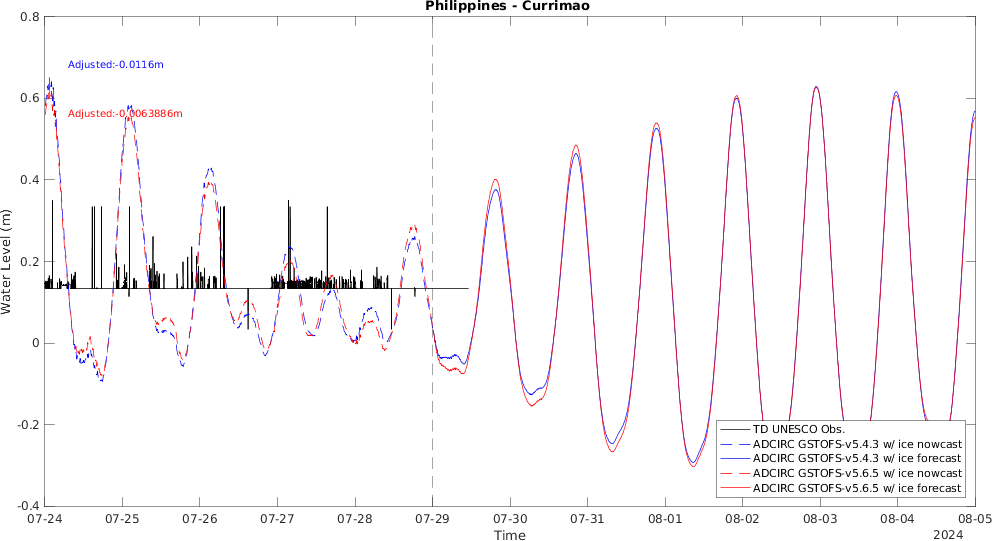 Philippines - Currimao
Water Level (m)
0.8
0.6
0.4
0.2
0
-0.2
-0.4
Adjusted:-0.0116m
Adjusted:-0.0063886m
TD UNESCO Obs.
ADCIRC GSTOFS-v5.4.3 w/ ice nowcast
ADCIRC GSTOFS-v5.4.3 w/ ice forecast
ADCIRC GSTOFS-v5.6.5 w/ ice nowcast
ADCIRC GSTOFS-v5.6.5 w/ ice forecast
07-24 07-25 07-26 07-27 07-28 07-29 07-30 07-31 08-01 08-02 08-03 08-04 08-05
Time
2024